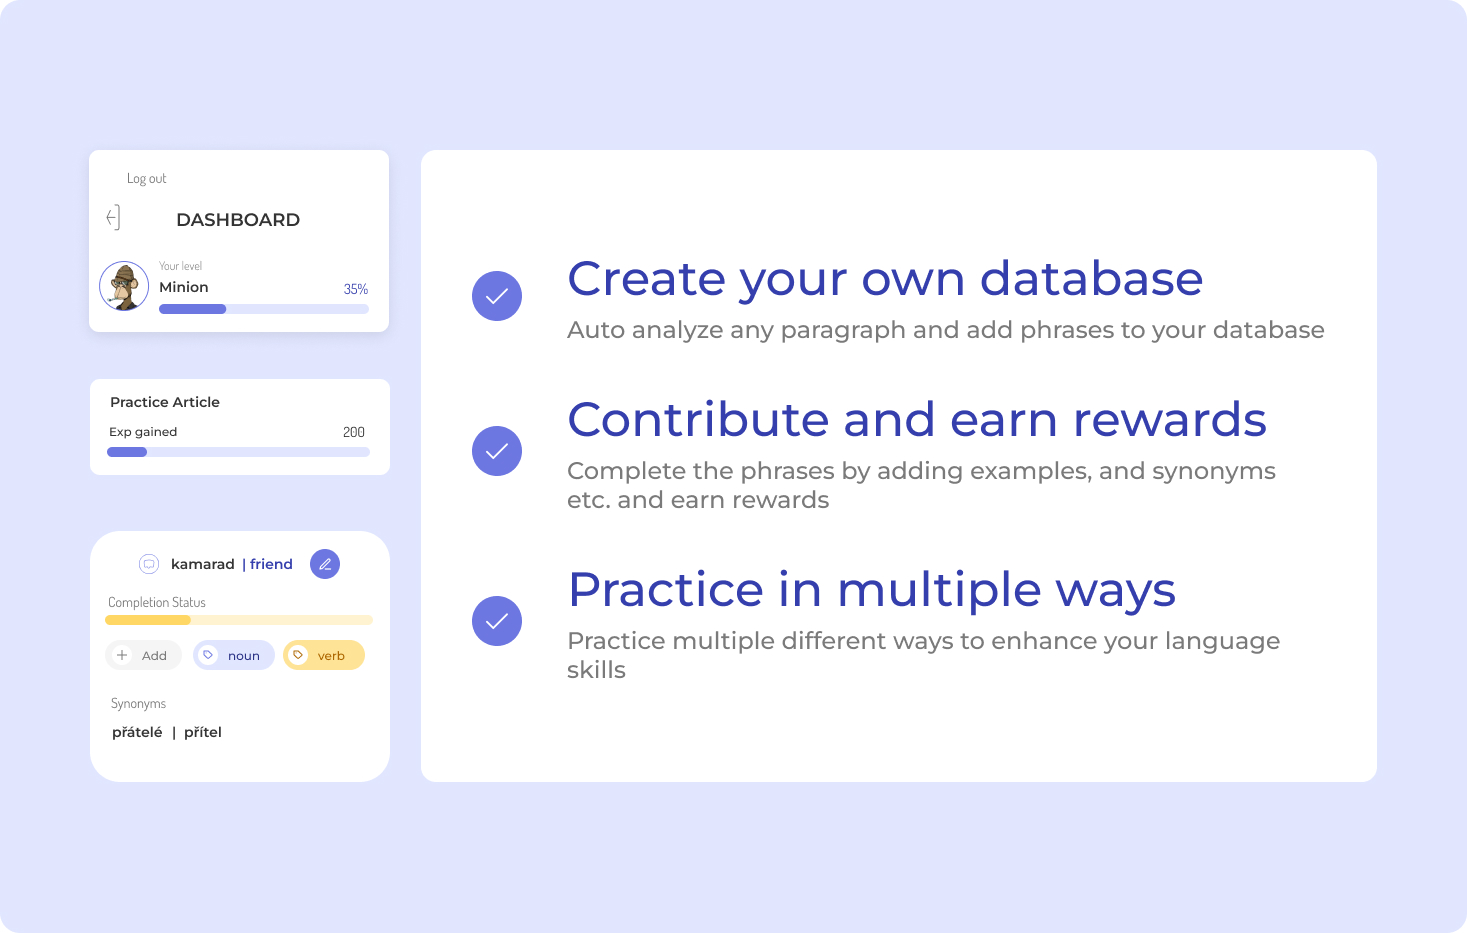 Log out
DASHBOARD
Your level
Minion
35%
Practice Article
Exp gained
200
kamarad | friend
Completion Status
Add
noun
verb
Synonyms
přátelé | přítel
Create your own database
Auto analyze any paragraph and add phrases to your database
Contribute and earn rewards
Complete the phrases by adding examples, and synonyms
etc. and earn rewards
Practice in multiple ways
Practice multiple different ways to enhance your language
skills